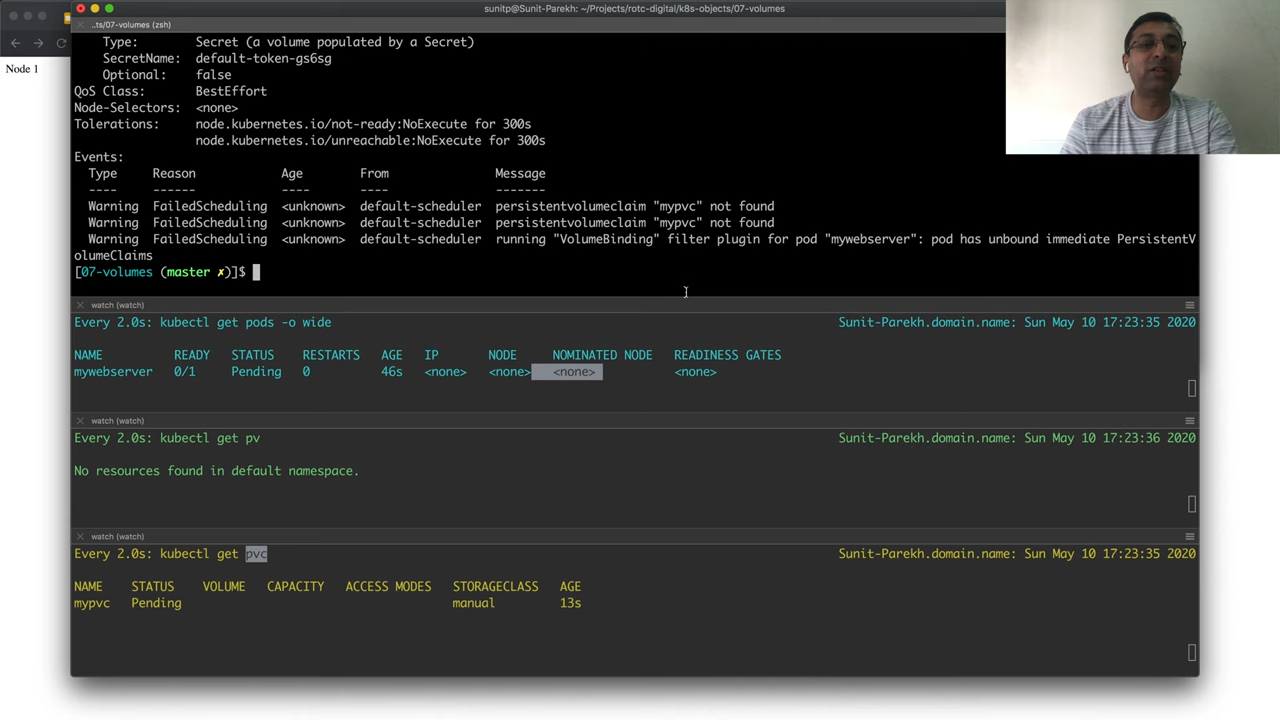 sunitp@Sunit-Parekh: ~/Projects/rotc-digital/k8s-objects/07-volumes
..ts/07-volumes (zsh)
Node 1
Type: Secret (a volume populated by a Secret)
SecretName: default-token-gs6sg
Optional: false
QoS Class: BestEffort
Node-Selectors: <none>
Tolerations: node.kubernetes.io/not-ready:NoExecute for 300s
node.kubernetes.io/unreachable:NoExecute for 300s
Events:
Type Reason Age From Message
---- ------ ---- ---- -------
Warning FailedScheduling <unknown> default-scheduler persistentvolumeclaim "mypvc" not found
Warning FailedScheduling <unknown> default-scheduler persistentvolumeclaim "mypvc" not found
Warning FailedScheduling <unknown> default-scheduler running "VolumeBinding" filter plugin for pod "mywebserver": pod has unbound immediate PersistentV
olumeClaims
[07-volumes (master ✗)]$
watch (watch)
Every 2.0s: kubectl get pods -o wide Sunit-Parekh.domain.name: Sun May 10 17:23:35 2020
NAME READY STATUS RESTARTS AGE IP NODE NOMINATED NODE READINESS GATES
mywebserver 0/1 Pending 0 46s <none> <none> <none> <none>
watch (watch)
Every 2.0s: kubectl get pv Sunit-Parekh.domain.name: Sun May 10 17:23:36 2020
No resources found in default namespace.
watch (watch)
Every 2.0s: kubectl get pvc Sunit-Parekh.domain.name: Sun May 10 17:23:35 2020
NAME STATUS VOLUME CAPACITY ACCESS MODES STORAGECLASS AGE
mypvc Pending manual 13s